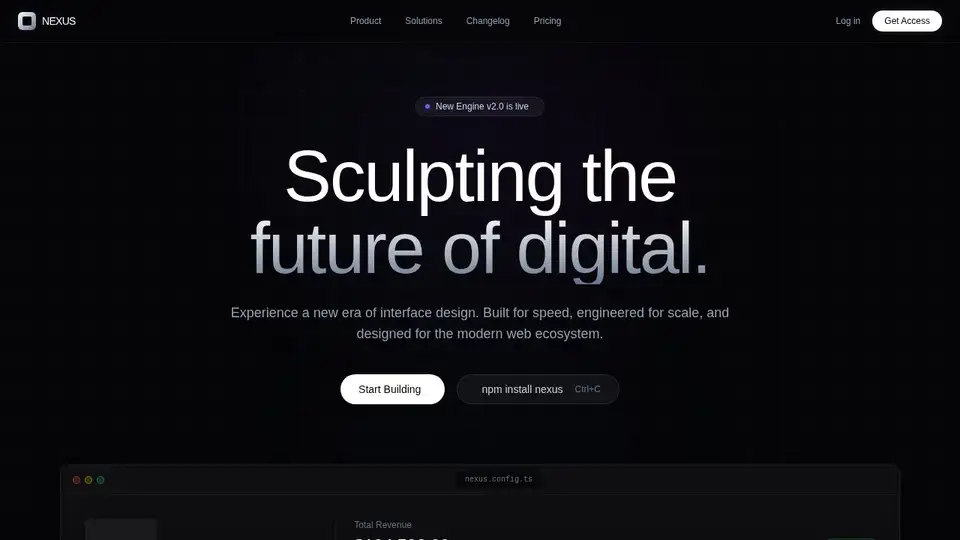 NEXUS
Product
Solutions
Changelog
Pricing
Log in
Get Access
New Engine v2.0 is live
Sculpting the
future of digital.
Experience a new era of interface design. Built for speed, engineered for scale, and
designed for the modern web ecosystem.
Start Building
npm install nexus
Ctrl+C
nexus.config.ts
Total Revenue